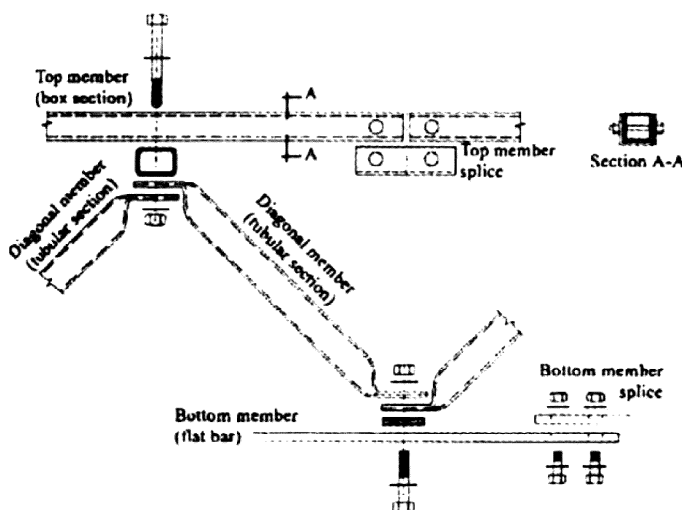 Top member
(box section)
A
A
Top member
splice
Section A-A
Diagonal member
(tubular section)
Diagonal member
(tubular section)
Bottom member
splice
Bottom member
(flat bar)